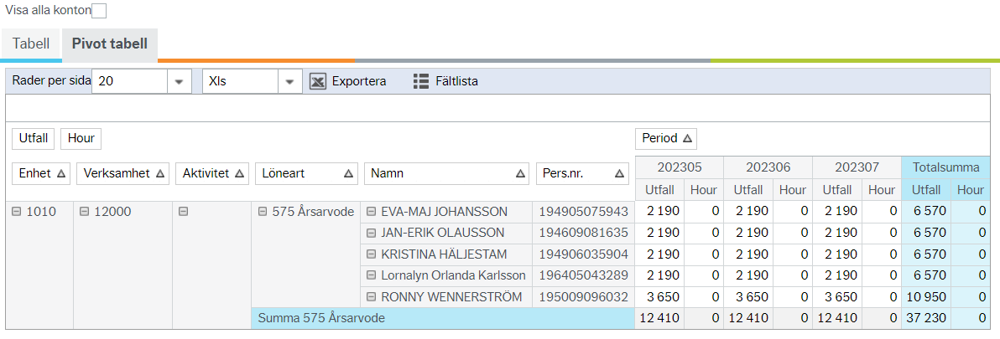 Visa alla konton
Tabell Pivot tabell
Rader per sida 20 Xls Exportera Fältlista
Utfall Hour Period
202305 202306 202307 Totalsumma
Enhet Verksamhet Aktivitet Löneart Namn Pers.nr.
Utfall Hour Utfall Hour Utfall Hour Utfall Hour
1010 12000 575 Årsarvode EVA-MAJ JOHANSSON 194905075943 2 190 0 2 190 0 2 190 0 6 570 0
JAN-ERIK OLAUSSON 194609081635 2 190 0 2 190 0 2 190 0 6 570 0
KRISTINA HÄLJESTAM 194906035904 2 190 0 2 190 0 2 190 0 6 570 0
Lornalyn Orlanda Karlsson 196405043289 2 190 0 2 190 0 2 190 0 6 570 0
RONNY WENNERSTRÖM 195009096032 3 650 0 3 650 0 3 650 0 10 950 0
Summa 575 Årsarvode 12 410 0 12 410 0 12 410 0 37 230 0